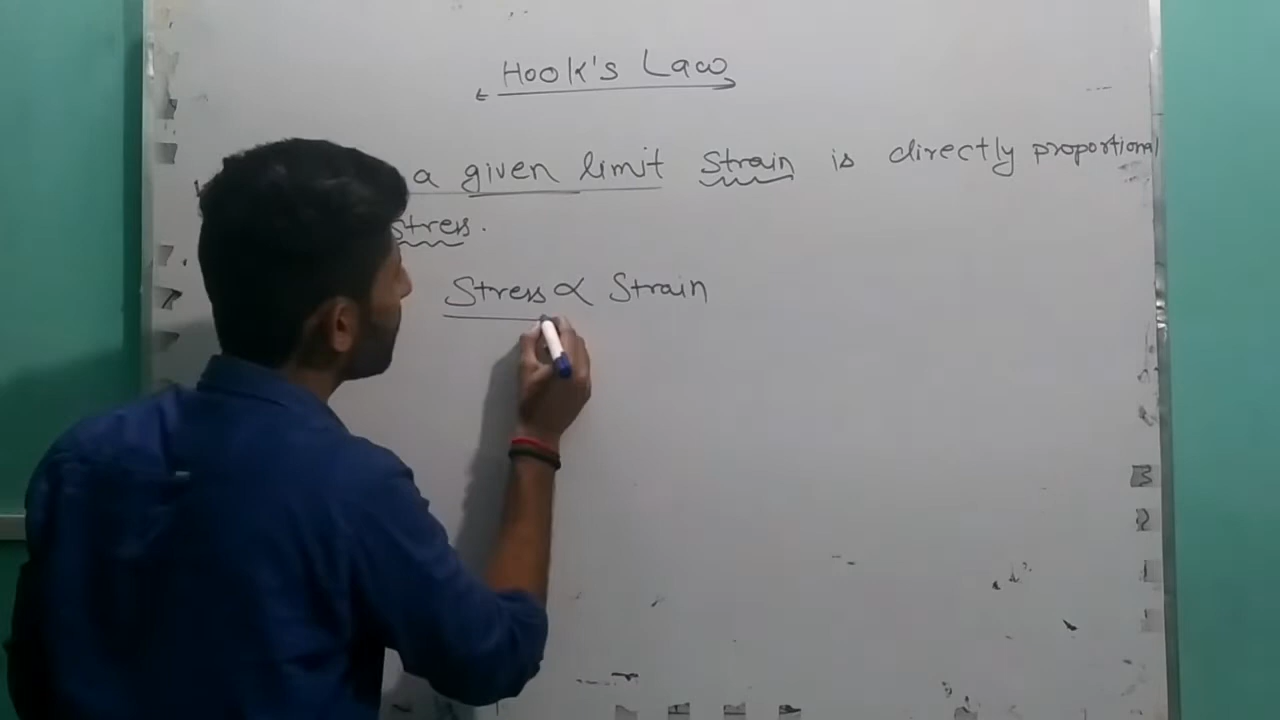 Hook's Law
a given limit Strain is directly proportional
stress.
Stress ∝ Strain